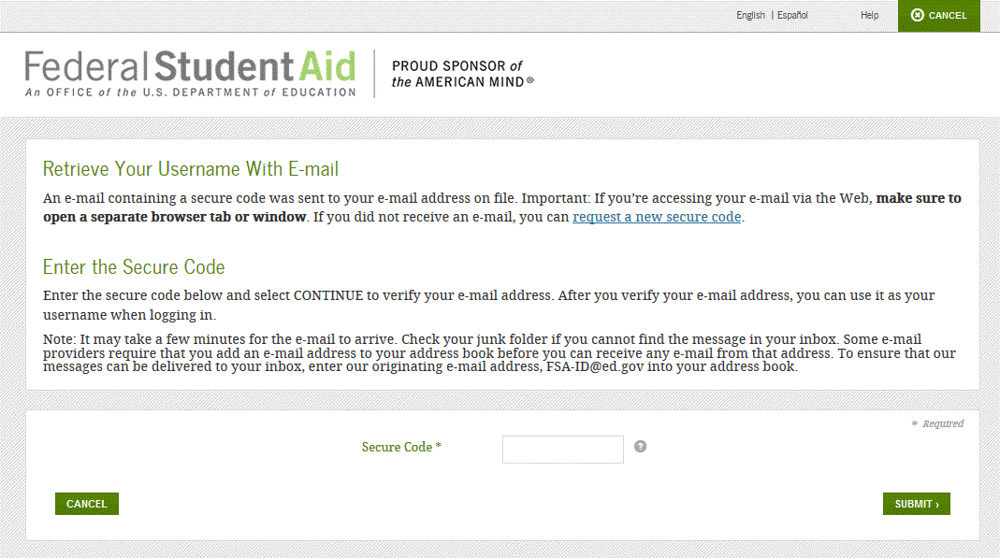 English | Español Help CANCEL
Federal Student Aid
An OFFICE of the U.S. DEPARTMENT of EDUCATION
PROUD SPONSOR of
the AMERICAN MIND®
Retrieve Your Username With E-mail
An e-mail containing a secure code was sent to your e-mail address on file. Important: If you're accessing your e-mail via the Web, make sure to
open a separate browser tab or window. If you did not receive an e-mail, you can request a new secure code.
Enter the Secure Code
Enter the secure code below and select CONTINUE to verify your e-mail address. After you verify your e-mail address, you can use it as your
username when logging in.
Note: It may take a few minutes for the e-mail to arrive. Check your junk folder if you cannot find the message in your inbox. Some e-mail
providers require that you add an e-mail address to your address book before you can receive any e-mail from that address. To ensure that our
messages can be delivered to your inbox, enter our originating e-mail address, FSA-ID@ed.gov into your address book.
* Required
Secure Code * ?
CANCEL SUBMIT ›